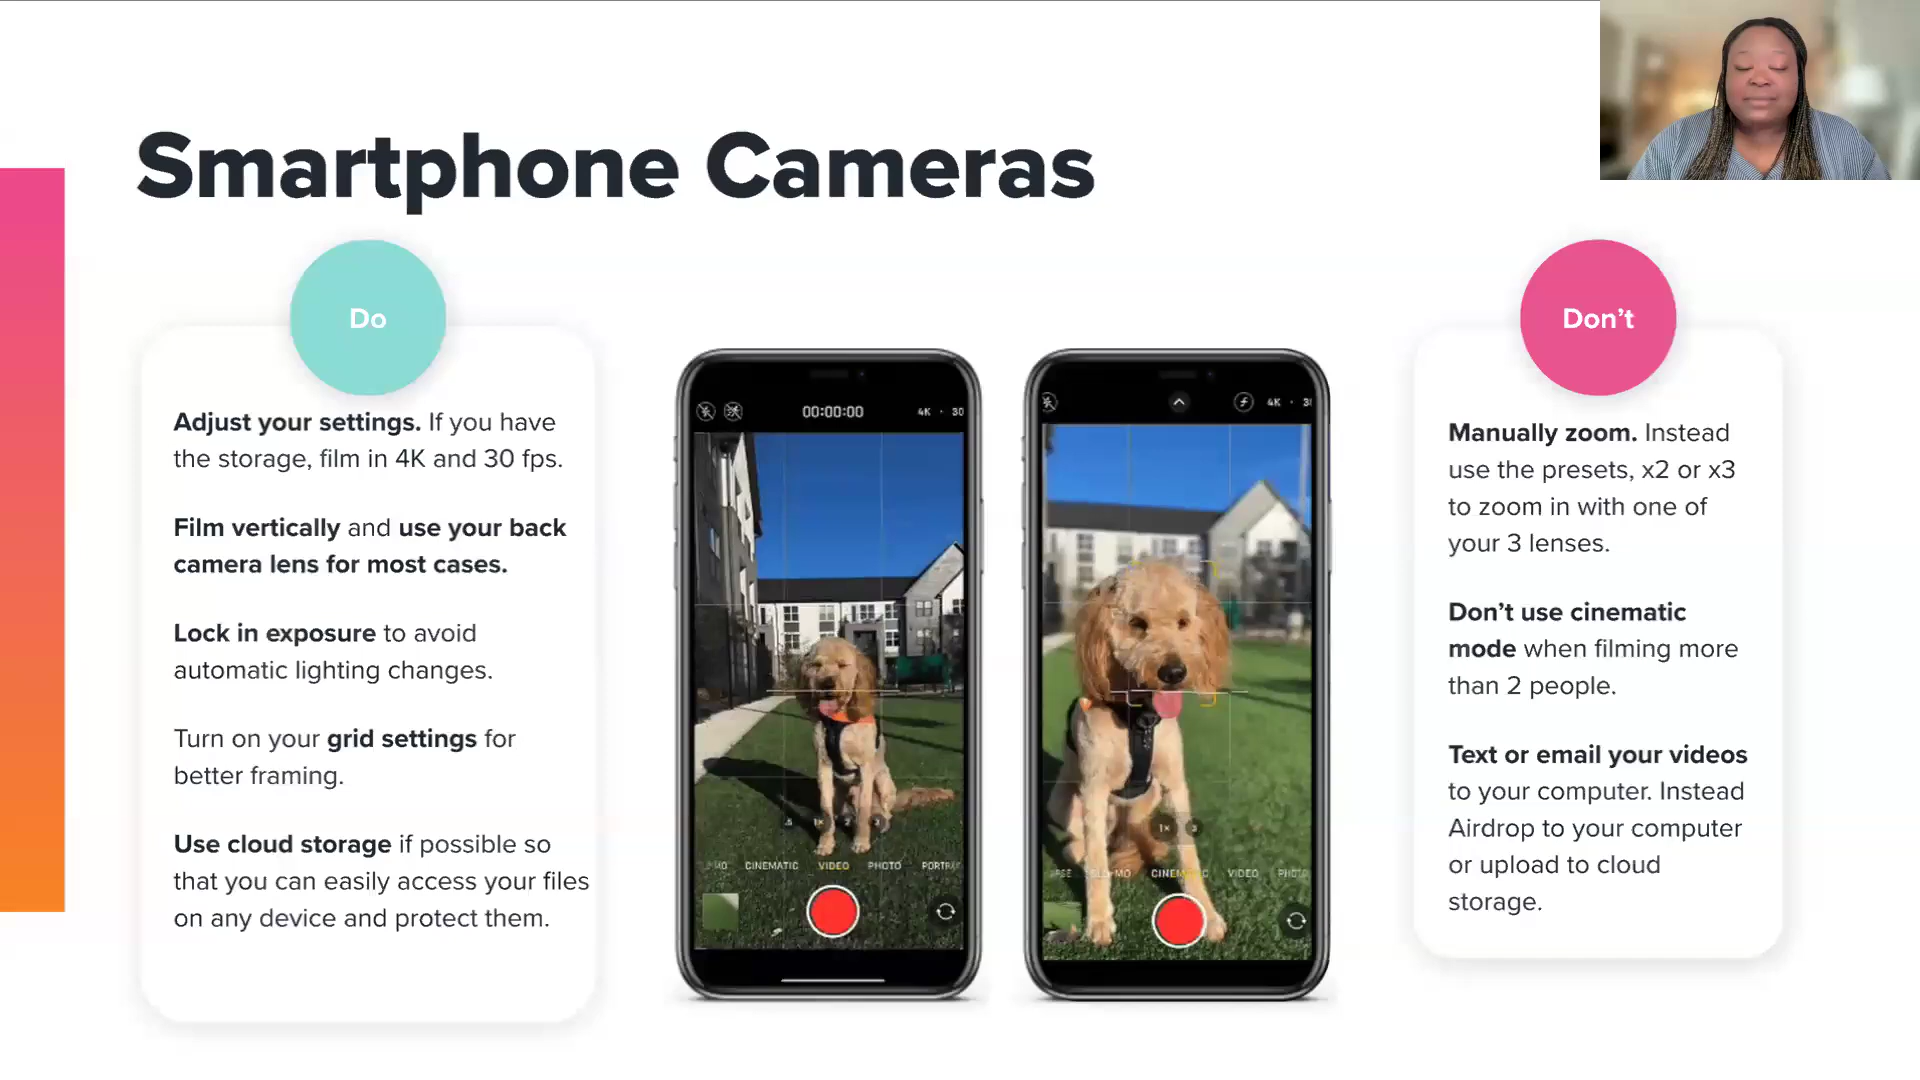 Smartphone Cameras
Do
Adjust your settings. If you have
the storage, film in 4K and 30 fps.
Film vertically and use your back
camera lens for most cases.
Lock in exposure to avoid
automatic lighting changes.
Turn on your grid settings for
better framing.
Use cloud storage if possible so
that you can easily access your files
on any device and protect them.
00:00:00
4K · 30
.5 1× 2 3
CINEMATIC VIDEO PHOTO
4K ·
1× 3
VIDEO
Don’t
Manually zoom. Instead
use the presets, x2 or x3
to zoom in with one of
your 3 lenses.
Don’t use cinematic
mode when filming more
than 2 people.
Text or email your videos
to your computer. Instead
Airdrop to your computer
or upload to cloud
storage.